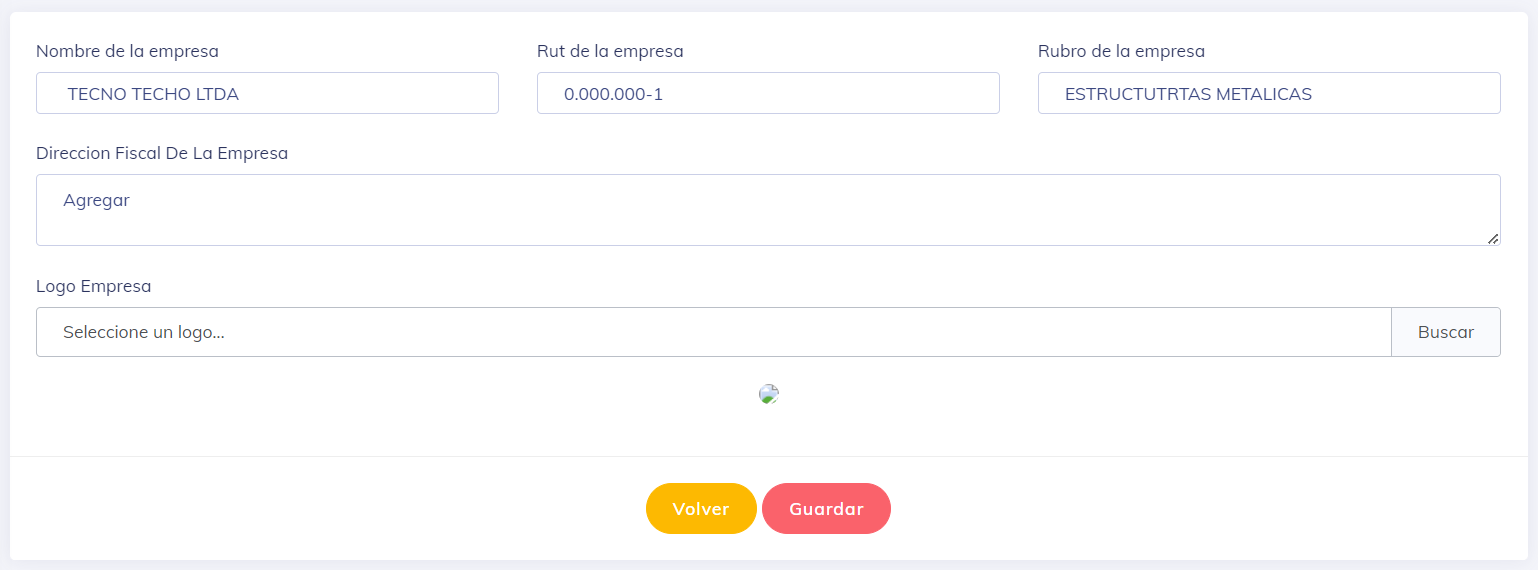 Nombre de la empresa
Rut de la empresa
Rubro de la empresa
TECNO TECHO LTDA
0.000.000-1
ESTRUCTUTRTAS METALICAS
Direccion Fiscal De La Empresa
Agregar
Logo Empresa
Seleccione un logo...
Buscar
Volver
Guardar